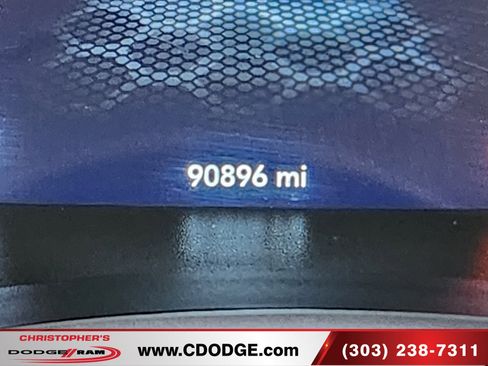 90896 mi
CHRISTOPHER'S
DODGE RAM
www.CDODGE.com
(303) 238-7311